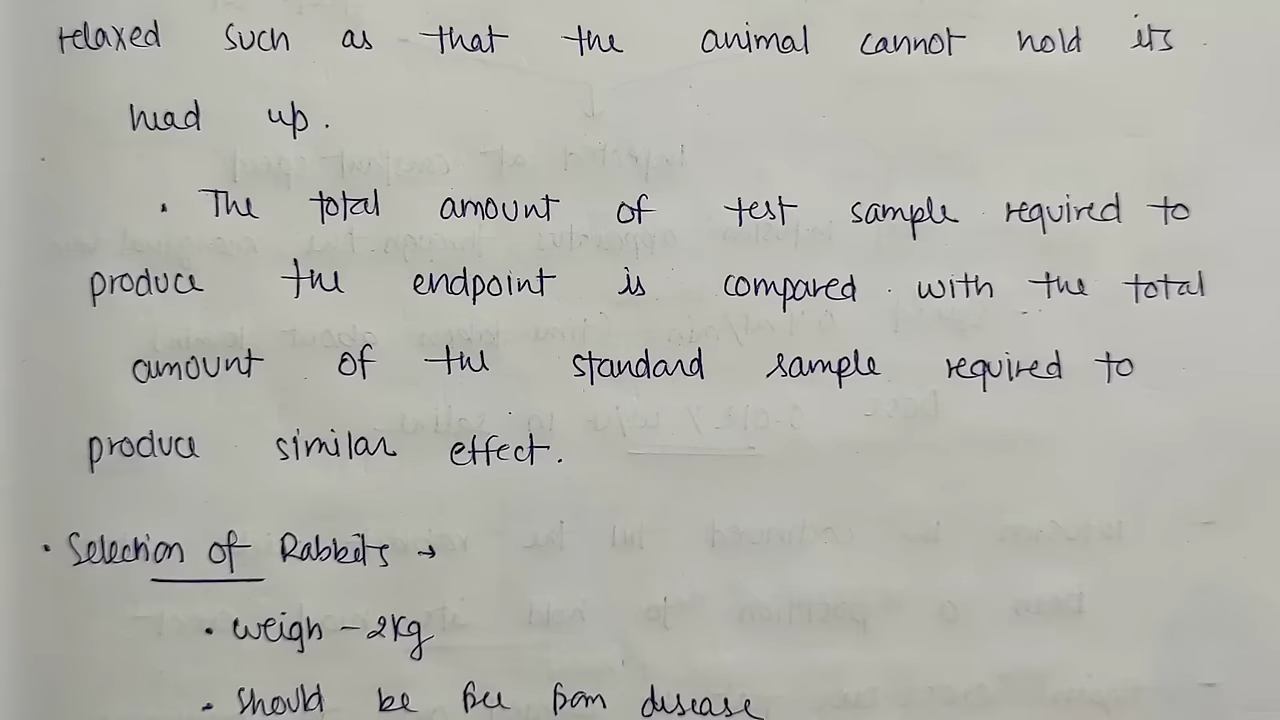 relaxed such as that the animal cannot hold its
head up.
• The total amount of test sample required to
produce the endpoint is compared with the total
amount of the standard sample required to
produce similar effect.
• Selection of Rabbits →
• weigh - 2kg
• should be free from disease